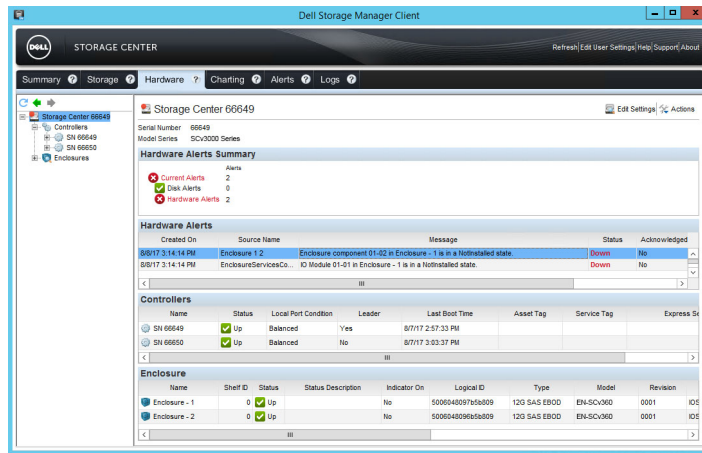 Dell Storage Manager Client
DELL STORAGE CENTER Refresh|Edit User Settings|Help|Support|About
Summary ? Storage ? Hardware ? Charting ? Alerts ? Logs ?
Storage Center 66649
Controllers
SN 66649
SN 66650
Enclosures
Storage Center 66649 Edit Settings Actions
Serial Number 66649
Model Series SCv3000 Series
Hardware Alerts Summary
Alerts
Current Alerts 2
Disk Alerts 0
Hardware Alerts 2
Hardware Alerts
Created On Source Name Message Status Acknowledged
8/8/17 3:14:14 PM Enclosure 1 2 Enclosure component 01-02 in Enclosure - 1 is in a NotInstalled state. Down No
8/8/17 3:14:14 PM EnclosureServicesCo... IO Module 01-01 in Enclosure - 1 is in a NotInstalled state. Down No
Controllers
Name Status Local Port Condition Leader Last Boot Time Asset Tag Service Tag Express Se
SN 66649 Up Balanced Yes 8/7/17 2:57:33 PM
SN 66650 Up Balanced No 8/7/17 3:03:37 PM
Enclosure
Name Shelf ID Status Status Description Indicator On Logical ID Type Model Revision
Enclosure - 1 0 Up No 5006048097b5b809 12G SAS EBOD EN-SCv360 0001 IOS
Enclosure - 2 0 Up No 5006048096b5b809 12G SAS EBOD EN-SCv360 0001 IOS